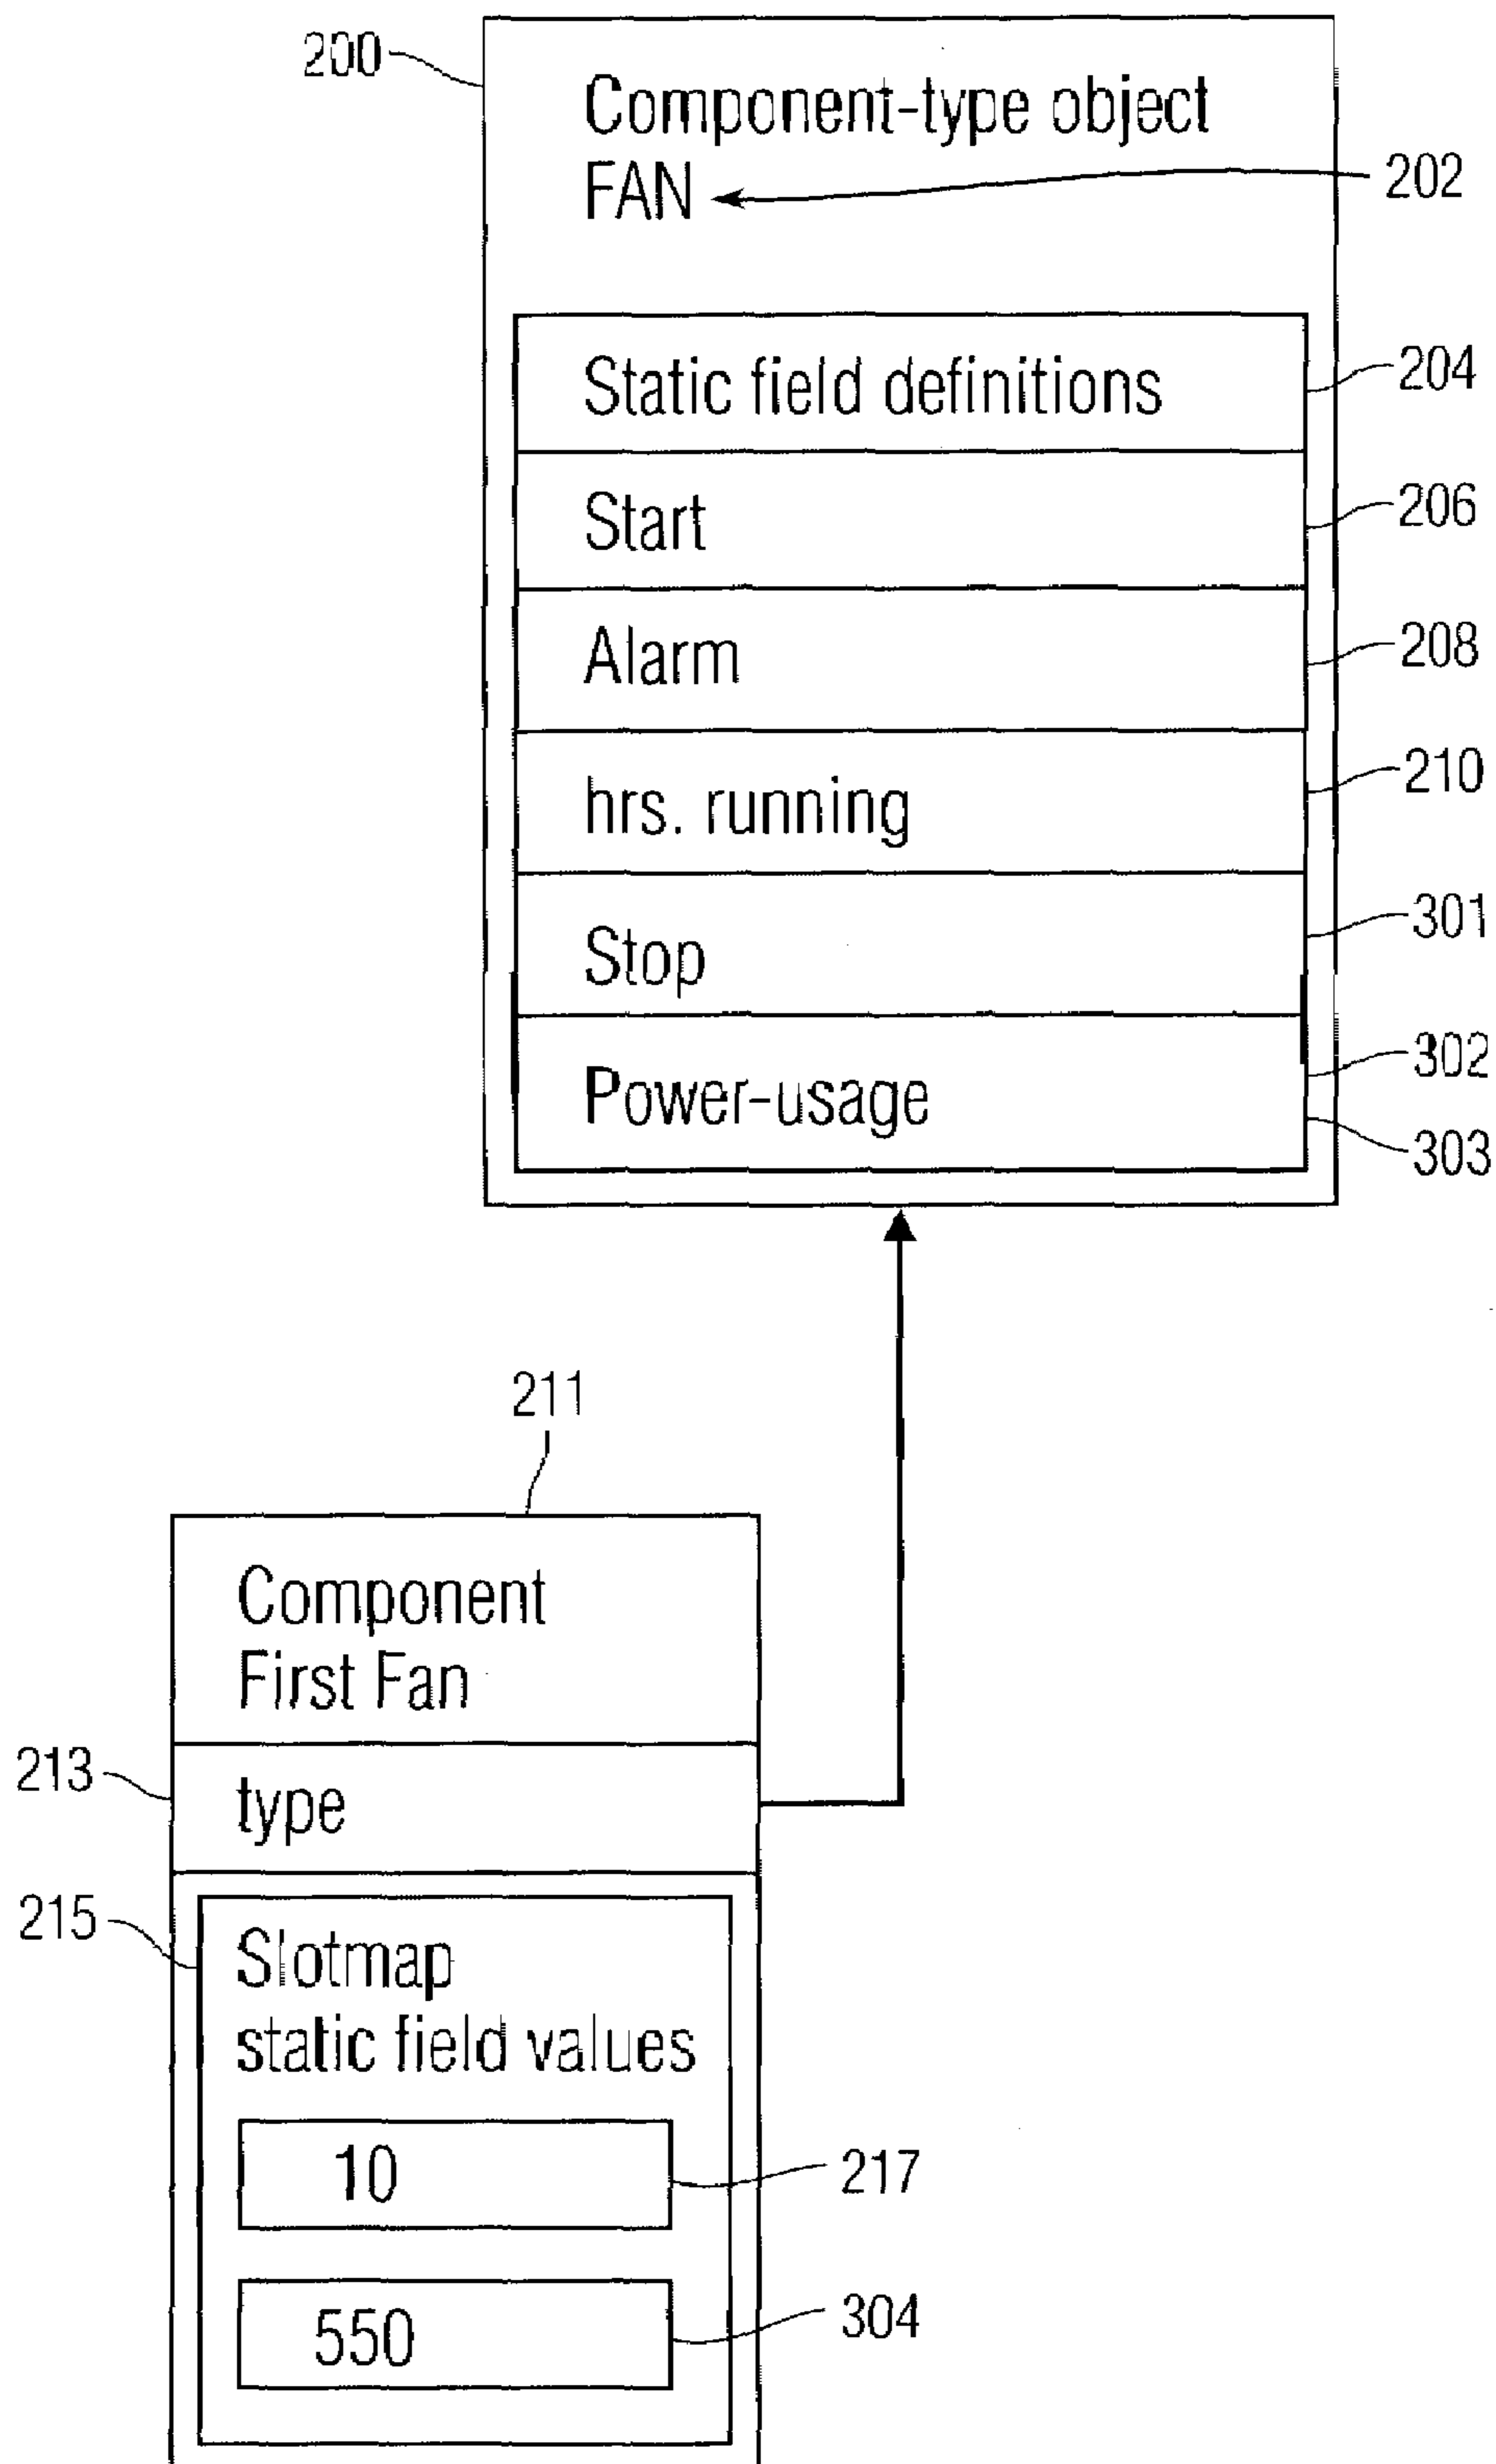 200
Component-type object
FAN
202
Static field definitions
204
Start
206
Alarm
208
hrs. running
210
Stop
301
Power-usage
302
303
211
Component
First Fan
213
type
215
Slotmap
static field values
10
217
550
304